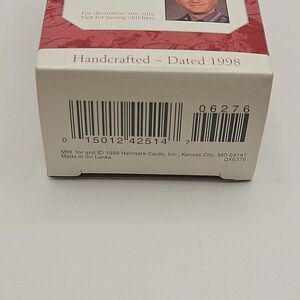 For decorative use only.
Not for young children.
Handcrafted ~ Dated 1998
06276
0 15012 42514 7
Mfd. for and © 1998 Hallmark Cards, Inc., Kansas City, MO 64141
Made in Sri Lanka
QX6276